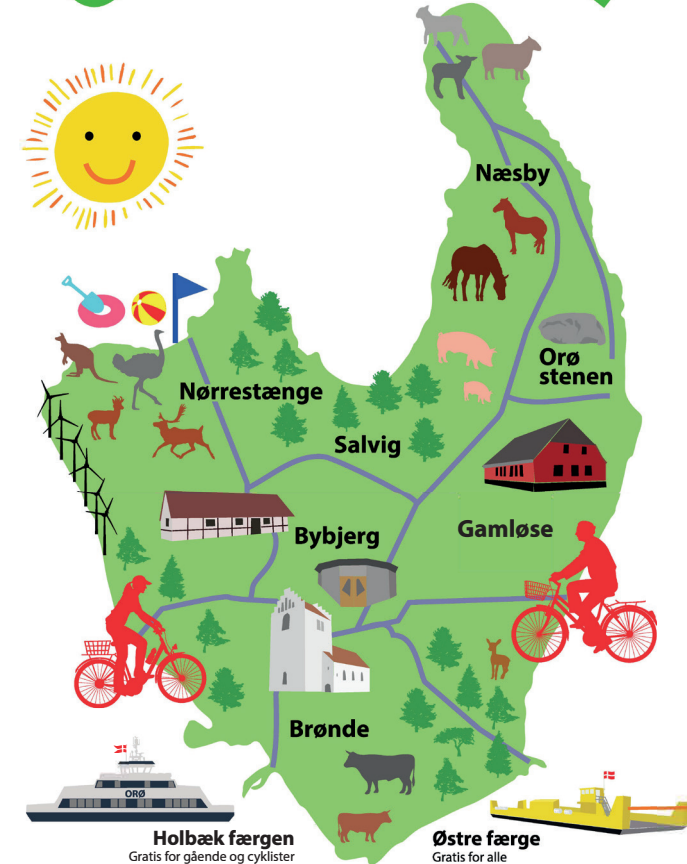 Næsby
Orø
stenen
Nørrestænge
Salvig
Gamløse
Bybjerg
Brønde
ORØ
Holbæk færgen
Gratis for gående og cyklister
Østre færge
Gratis for alle